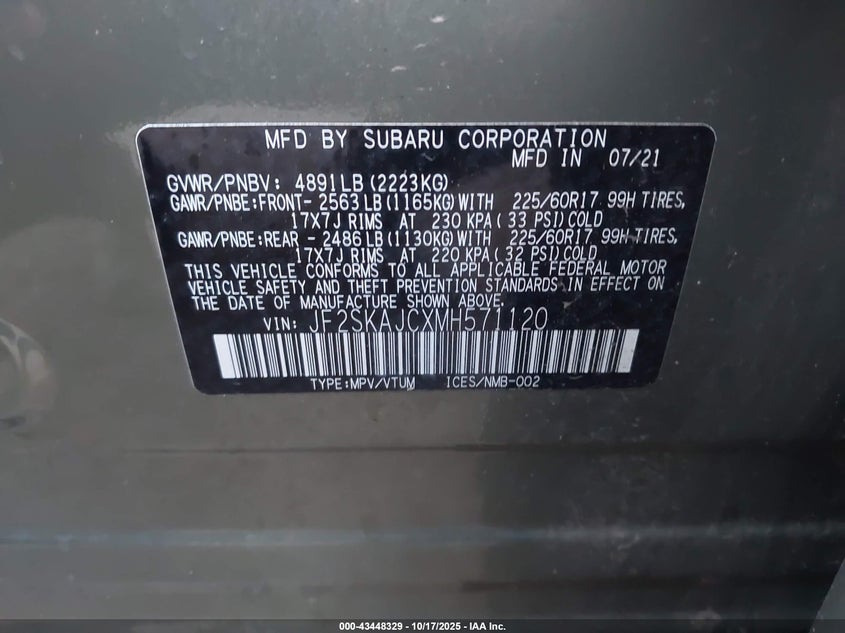 MFD BY SUBARU CORPORATION
MFD IN 07/21
GVWR/PNBV: 4891LB (2223KG)
GAWR/PNBE:FRONT- 2563 LB (1165KG) WITH 225/60R17 99H TIRES,
17X7J RIMS AT 230 KPA ( 33 PSI) COLD
GAWR/PNBE:REAR - 2486 LB (1130KG) WITH 225/60R17 99H TIRES,
17X7J RIMS AT 220 KPA ( 32 PSI) COLD
THIS VEHICLE CONFORMS TO ALL APPLICABLE FEDERAL MOTOR
VEHICLE SAFETY AND THEFT PREVENTION STANDARDS IN EFFECT ON
THE DATE OF MANUFACTURE SHOWN ABOVE.
VIN: JF2SKAJCXMH571120
TYPE:MPV/VTUM ICES/NMB-002
000-43448329 - 10/17/2025 - IAA Inc.